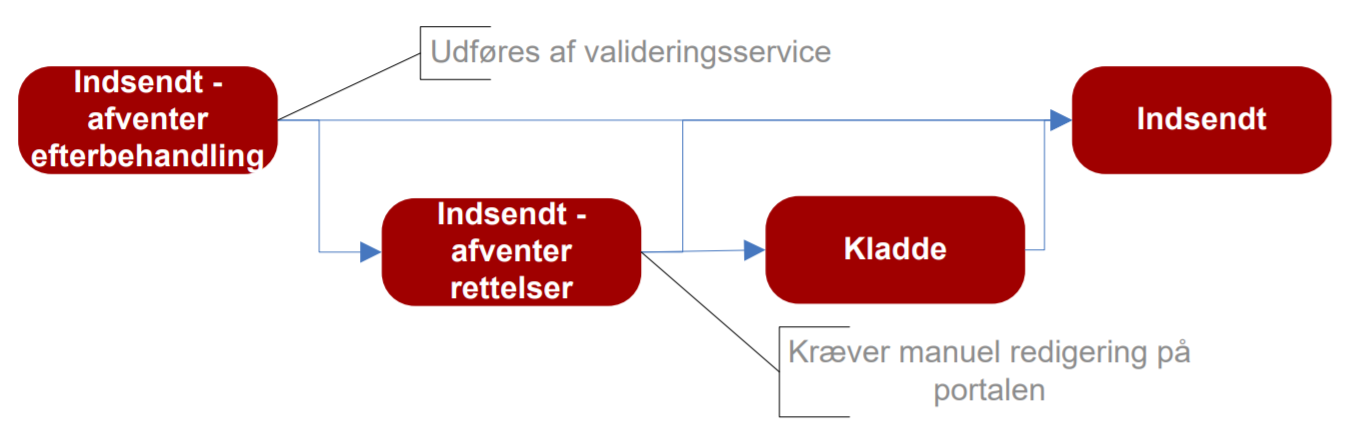 Udføres af valideringsservice
Indsendt -
afventer
efterbehandling
Indsendt
Indsendt -
afventer
rettelser
Kladde
Kræver manuel redigering på
portalen